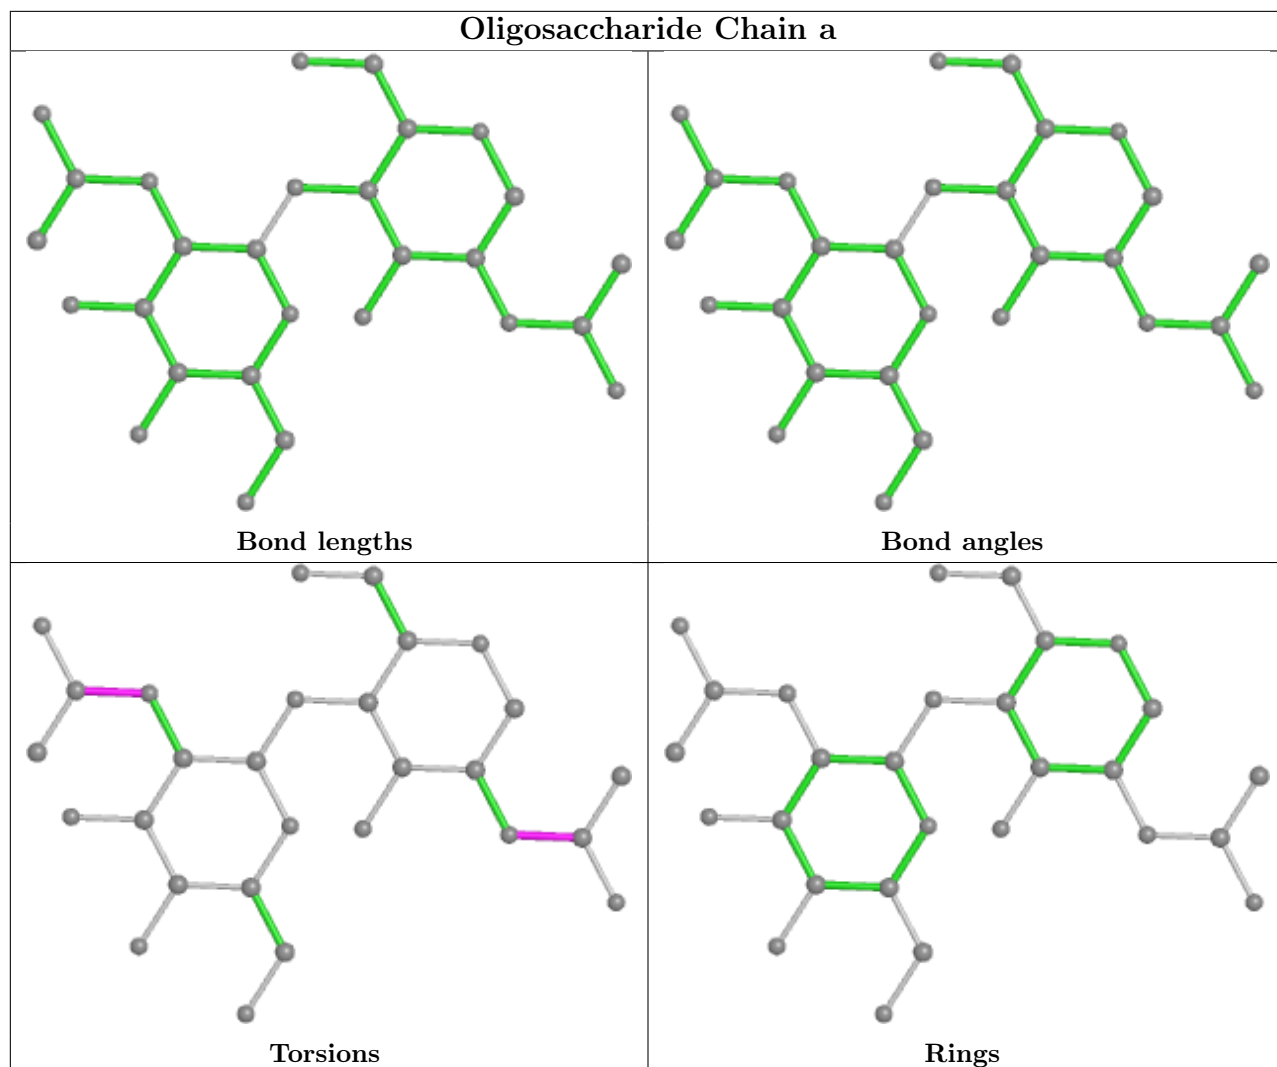 Oligosaccharide Chain a
Bond lengths
Bond angles
Torsions
Rings